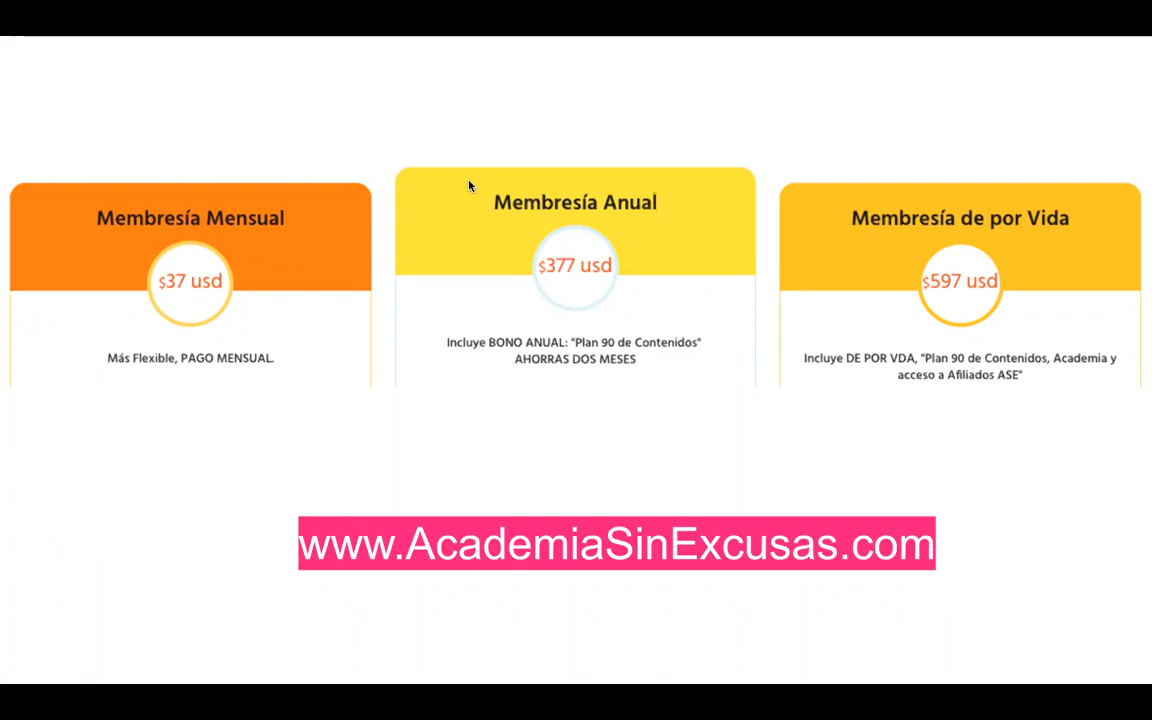 Membresía Mensual
$37 usd
Más Flexible, PAGO MENSUAL.
Membresía Anual
$377 usd
Incluye BONO ANUAL: "Plan 90 de Contenidos"
AHORRAS DOS MESES
Membresía de por Vida
$597 usd
Incluye DE POR VDA, "Plan 90 de Contenidos, Academia y
acceso a Afiliados ASE"
www.AcademiaSinExcusas.com